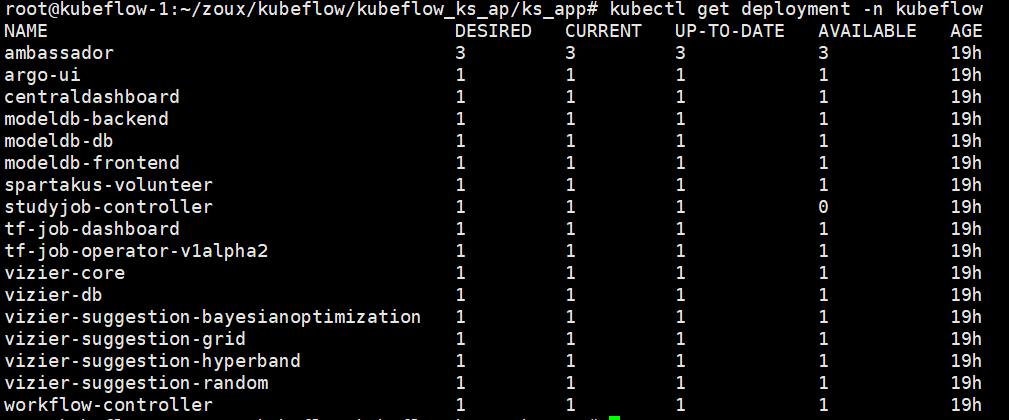 root@kubeflow-1:~/zoux/kubeflow/kubeflow_ks_ap/ks_app# kubectl get deployment -n kubeflow
NAME DESIRED CURRENT UP-TO-DATE AVAILABLE AGE
ambassador 3 3 3 3 19h
argo-ui 1 1 1 1 19h
centraldashboard 1 1 1 1 19h
modeldb-backend 1 1 1 1 19h
modeldb-db 1 1 1 1 19h
modeldb-frontend 1 1 1 1 19h
spartakus-volunteer 1 1 1 1 19h
studyjob-controller 1 1 1 0 19h
tf-job-dashboard 1 1 1 1 19h
tf-job-operator-v1alpha2 1 1 1 1 19h
vizier-core 1 1 1 1 19h
vizier-db 1 1 1 1 19h
vizier-suggestion-bayesianoptimization 1 1 1 1 19h
vizier-suggestion-grid 1 1 1 1 19h
vizier-suggestion-hyperband 1 1 1 1 19h
vizier-suggestion-random 1 1 1 1 19h
workflow-controller 1 1 1 1 19h